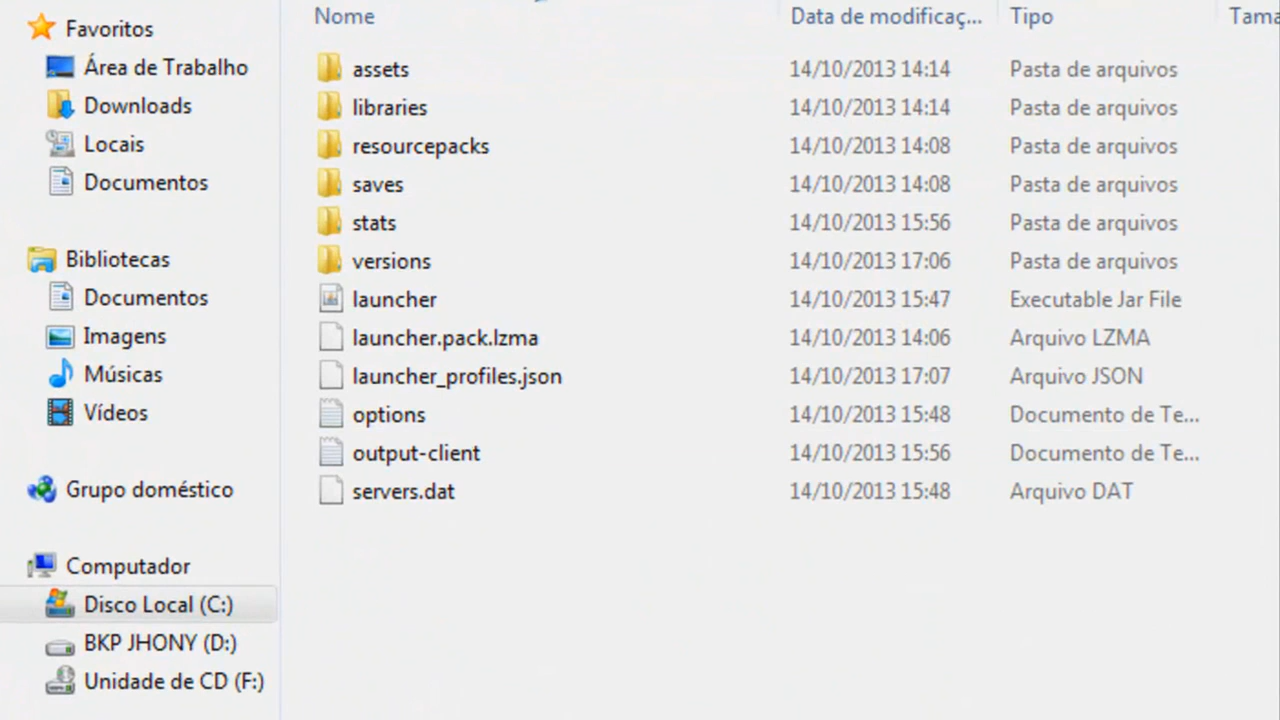 Favoritos
Área de Trabalho
Downloads
Locais
Documentos
Bibliotecas
Documentos
Imagens
Músicas
Vídeos
Grupo doméstico
Computador
Disco Local (C:)
BKP JHONY (D:)
Unidade de CD (F:)
Nome Data de modificaç... Tipo Tama
assets 14/10/2013 14:14 Pasta de arquivos
libraries 14/10/2013 14:14 Pasta de arquivos
resourcepacks 14/10/2013 14:08 Pasta de arquivos
saves 14/10/2013 14:08 Pasta de arquivos
stats 14/10/2013 15:56 Pasta de arquivos
versions 14/10/2013 17:06 Pasta de arquivos
launcher 14/10/2013 15:47 Executable Jar File
launcher.pack.lzma 14/10/2013 14:06 Arquivo LZMA
launcher_profiles.json 14/10/2013 17:07 Arquivo JSON
options 14/10/2013 15:48 Documento de Te...
output-client 14/10/2013 15:56 Documento de Te...
servers.dat 14/10/2013 15:48 Arquivo DAT